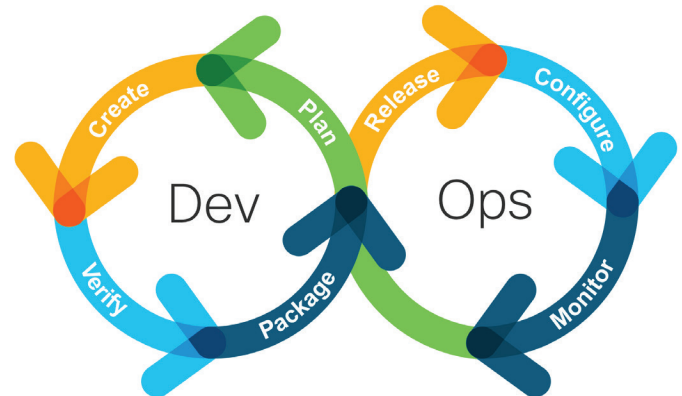 Plan
Create
Verify
Package
Release
Configure
Monitor
Dev
Ops